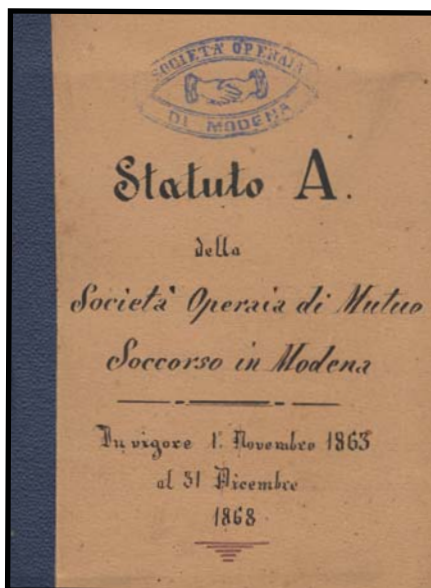 SOCIETÀ OPERAIA
DI MODENA
Statuto A.
della
Società Operaia di Mutuo
Soccorso in Modena
In vigore 1.º Novembre 1863
al 31 Dicembre
1868